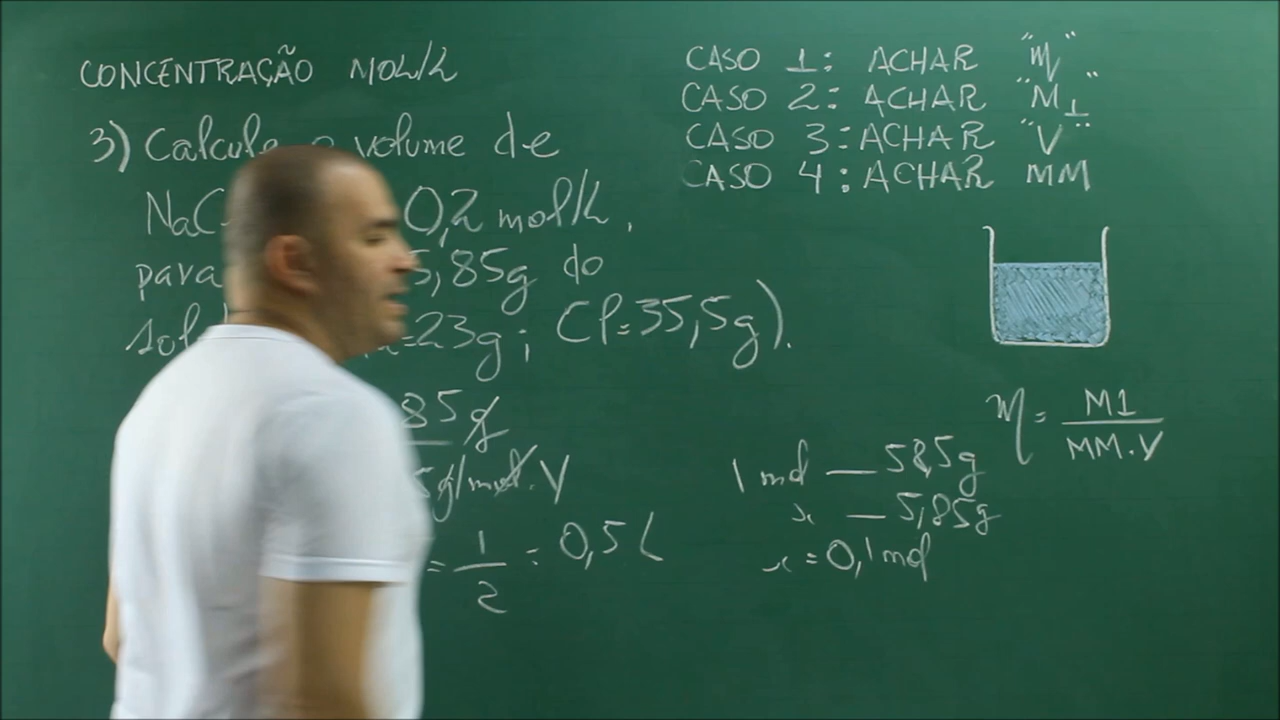 CONCENTRAÇÃO MOL/L
3) Calcule o volume de
NaC 0,2 mol/L,
para 5,85g do
sol =23g; Cl=35,5g).
85g
5g/mol.V
= 1/2 = 0,5 L
CASO 1: ACHAR "M"
CASO 2: ACHAR "M1"
CASO 3: ACHAR "V"
CASO 4: ACHAR MM
M = M1 / MM.V
1 mol — 58,5g
x — 5,85g
x = 0,1 mol